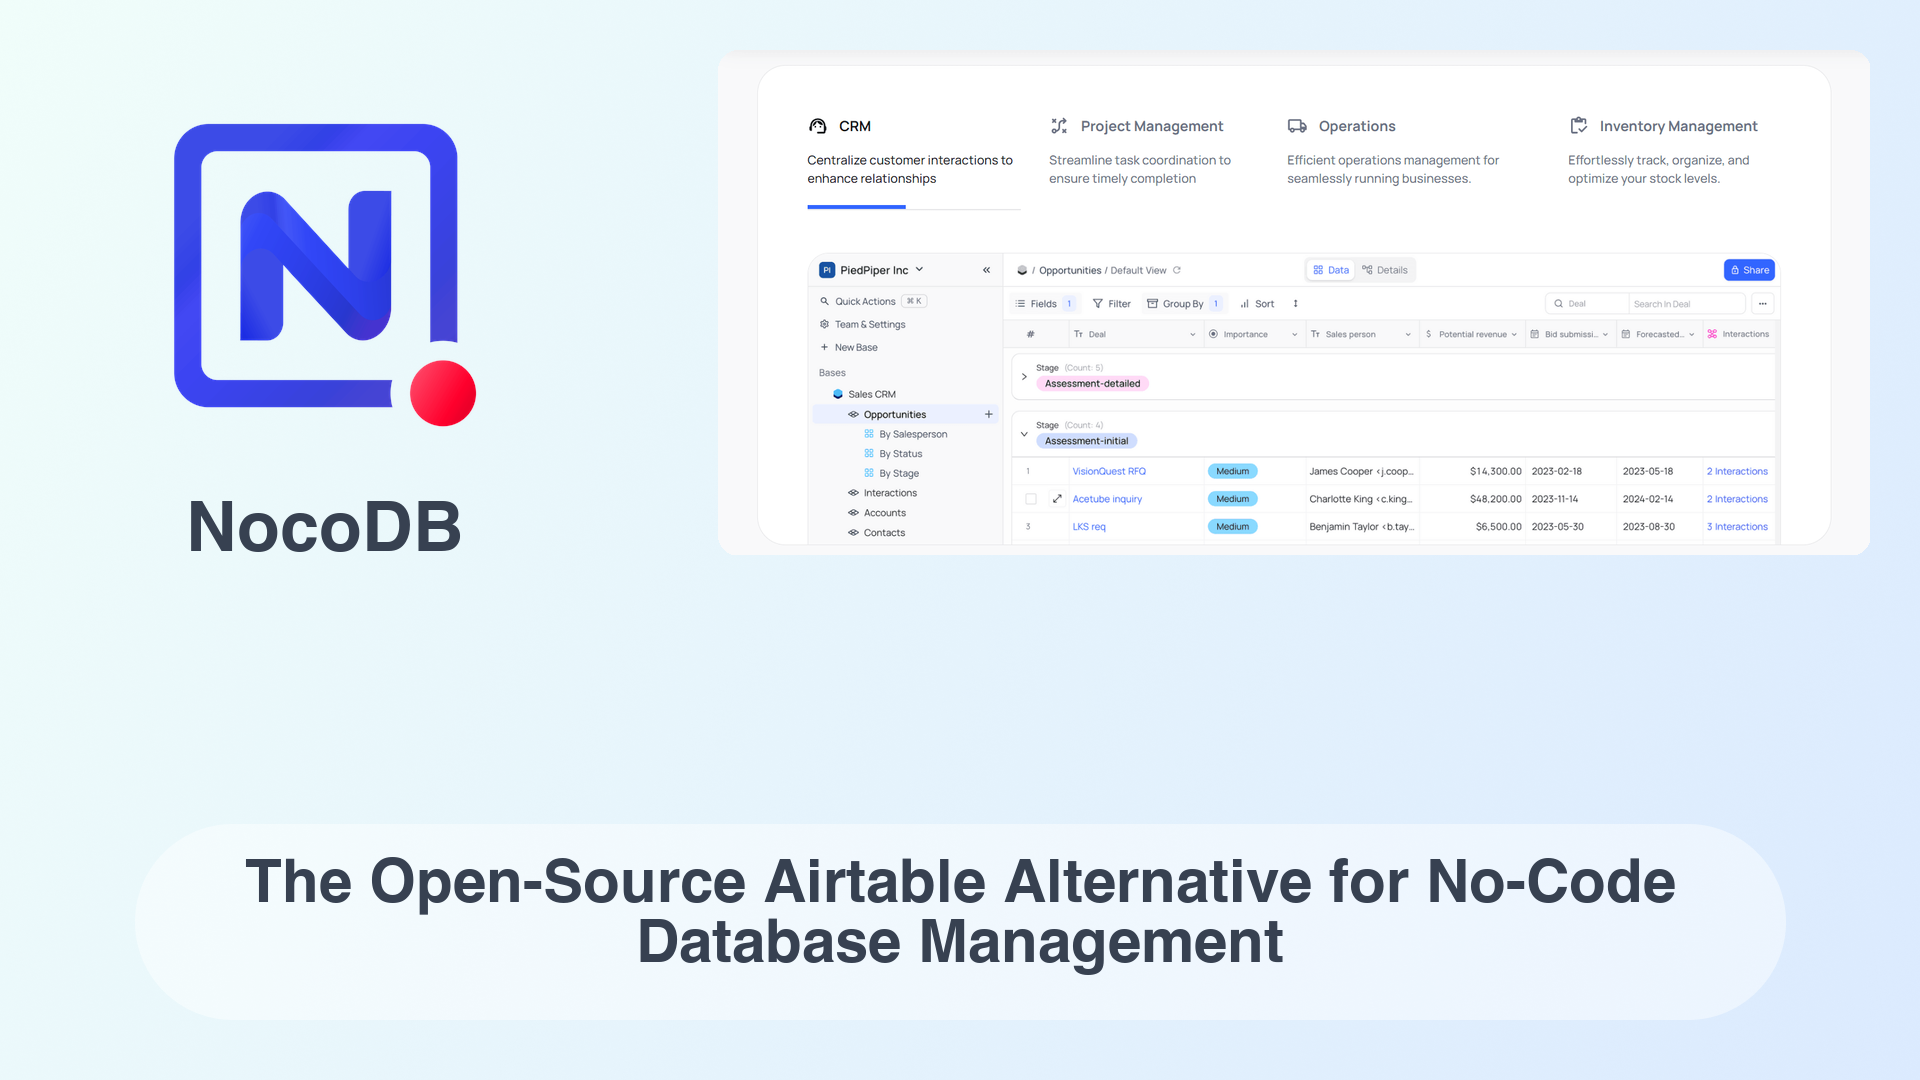 N
NocoDB
CRM
Centralize customer interactions to
enhance relationships
Project Management
Streamline task coordination to
ensure timely completion
Operations
Efficient operations management for
seamlessly running businesses.
Inventory Management
Effortlessly track, organize, and
optimize your stock levels.
PI PiedPiper Inc «
Quick Actions ⌘ K
Team & Settings
+ New Base
Bases
Sales CRM
Opportunities +
By Salesperson
By Status
By Stage
Interactions
Accounts
Contacts
/ Opportunities / Default View
Data Details
Share
Fields 1 Filter Group By 1 Sort
Deal Search In Deal ...
# Tт Deal Importance Tт Sales person $ Potential revenue Bid submissi... Forecasted... Interactions
Stage (Count: 5)
Assessment-detailed
Stage (Count: 4)
Assessment-initial
1 VisionQuest RFQ Medium James Cooper <j.coop... $14,300.00 2023-02-18 2023-05-18 2 Interactions
Acetube inquiry Medium Charlotte King <c.king... $48,200.00 2023-11-14 2024-02-14 2 Interactions
3 LKS req Medium Benjamin Taylor <b.tay... $6,500.00 2023-05-30 2023-08-30 3 Interactions
The Open-Source Airtable Alternative for No-Code
Database Management